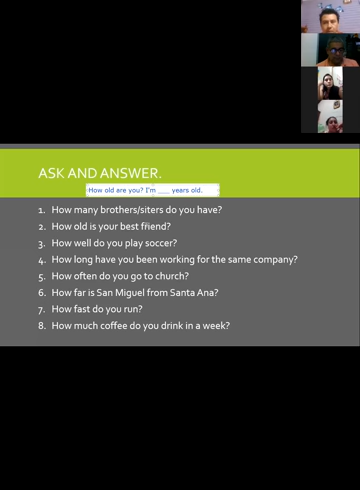 ASK AND ANSWER.
How old are you? I'm ___ years old.
1. How many brothers/siters do you have?
2. How old is your best friend?
3. How well do you play soccer?
4. How long have you been working for the same company?
5. How often do you go to church?
6. How far is San Miguel from Santa Ana?
7. How fast do you run?
8. How much coffee do you drink in a week?